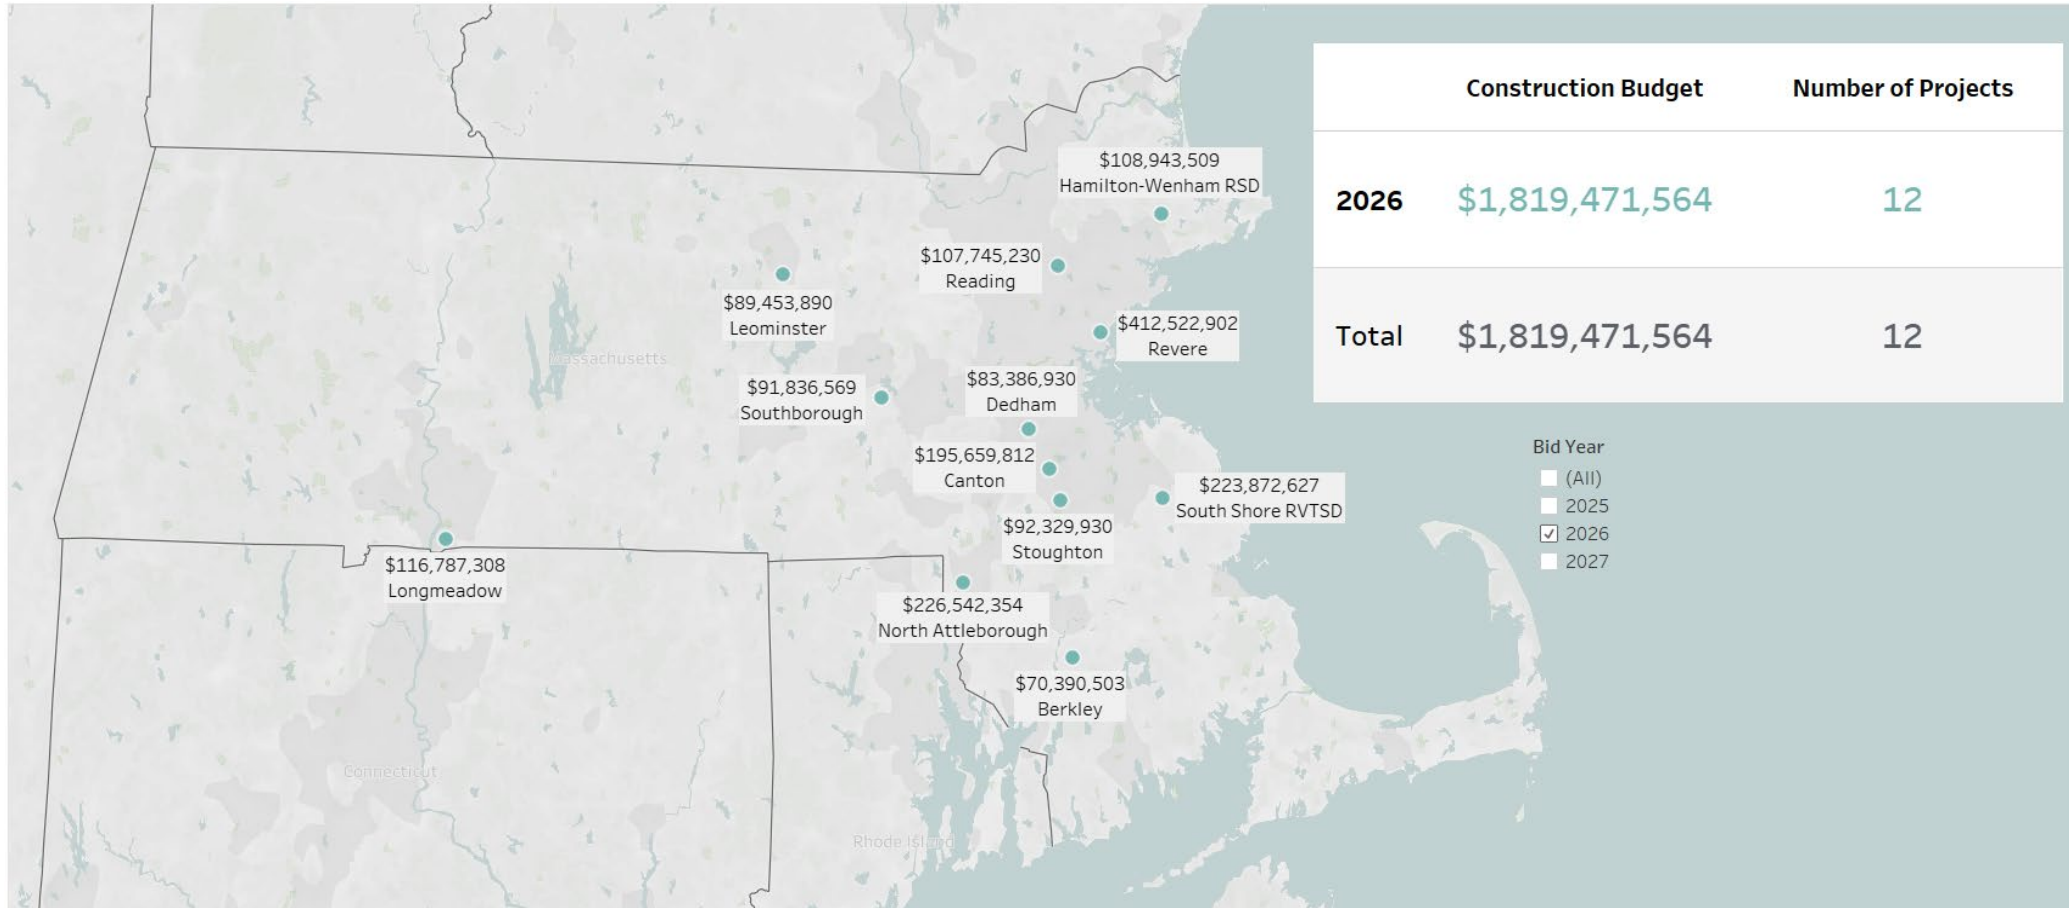 Construction Budget Number of Projects
2026 $1,819,471,564 12
Total $1,819,471,564 12
$108,943,509
Hamilton-Wenham RSD
$107,745,230
Reading
$89,453,890
Leominster
$412,522,902
Revere
Massachusetts
$91,836,569
Southborough
$83,386,930
Dedham
$195,659,812
Canton
$223,872,627
South Shore RVTSD
$92,329,930
Stoughton
$116,787,308
Longmeadow
$226,542,354
North Attleborough
$70,390,503
Berkley
Connecticut
Rhode Island
Bid Year
(All)
2025
2026
2027